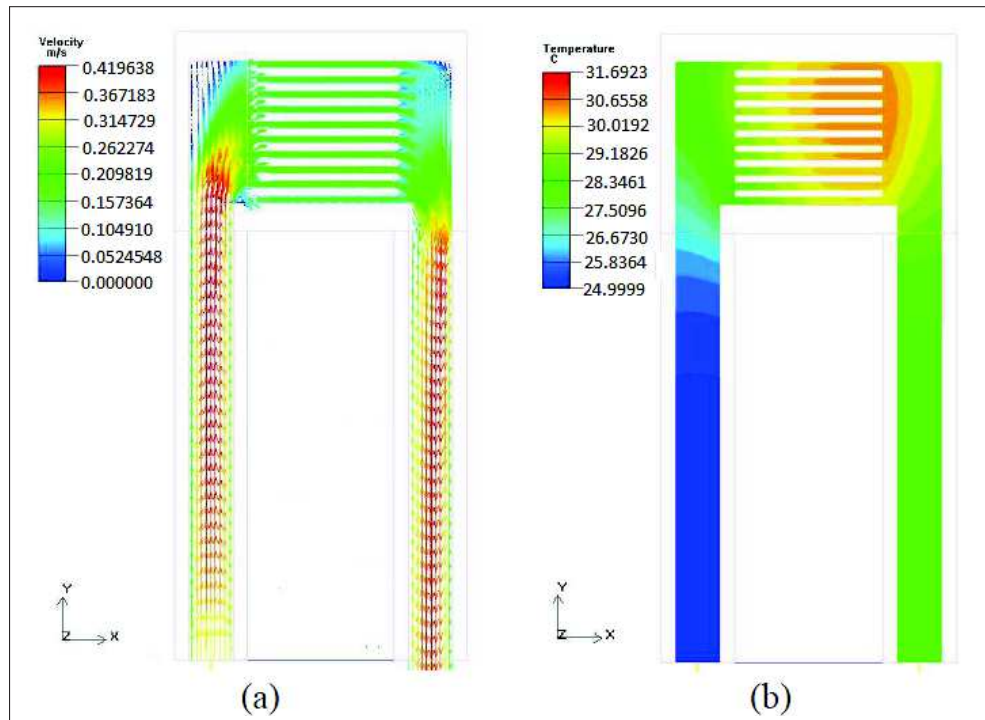 Velocity
m/s
0.419638
0.367183
0.314729
0.262274
0.209819
0.157364
0.104910
0.0524548
0.000000
Y
Z X
(a)
Temperature
C
31.6923
30.6558
30.0192
29.1826
28.3461
27.5096
26.6730
25.8364
24.9999
Y
Z X
(b)